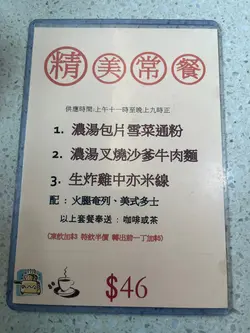 精美常餐
供應時間:上午十一時至晚上九時正
1. 濃湯包片雪菜通粉
2. 濃湯叉燒沙爹牛肉麵
3. 生炸雞中亦米線
配 : 火腿奄列、美式多士
以上套餐奉送 : 咖啡或茶
$46